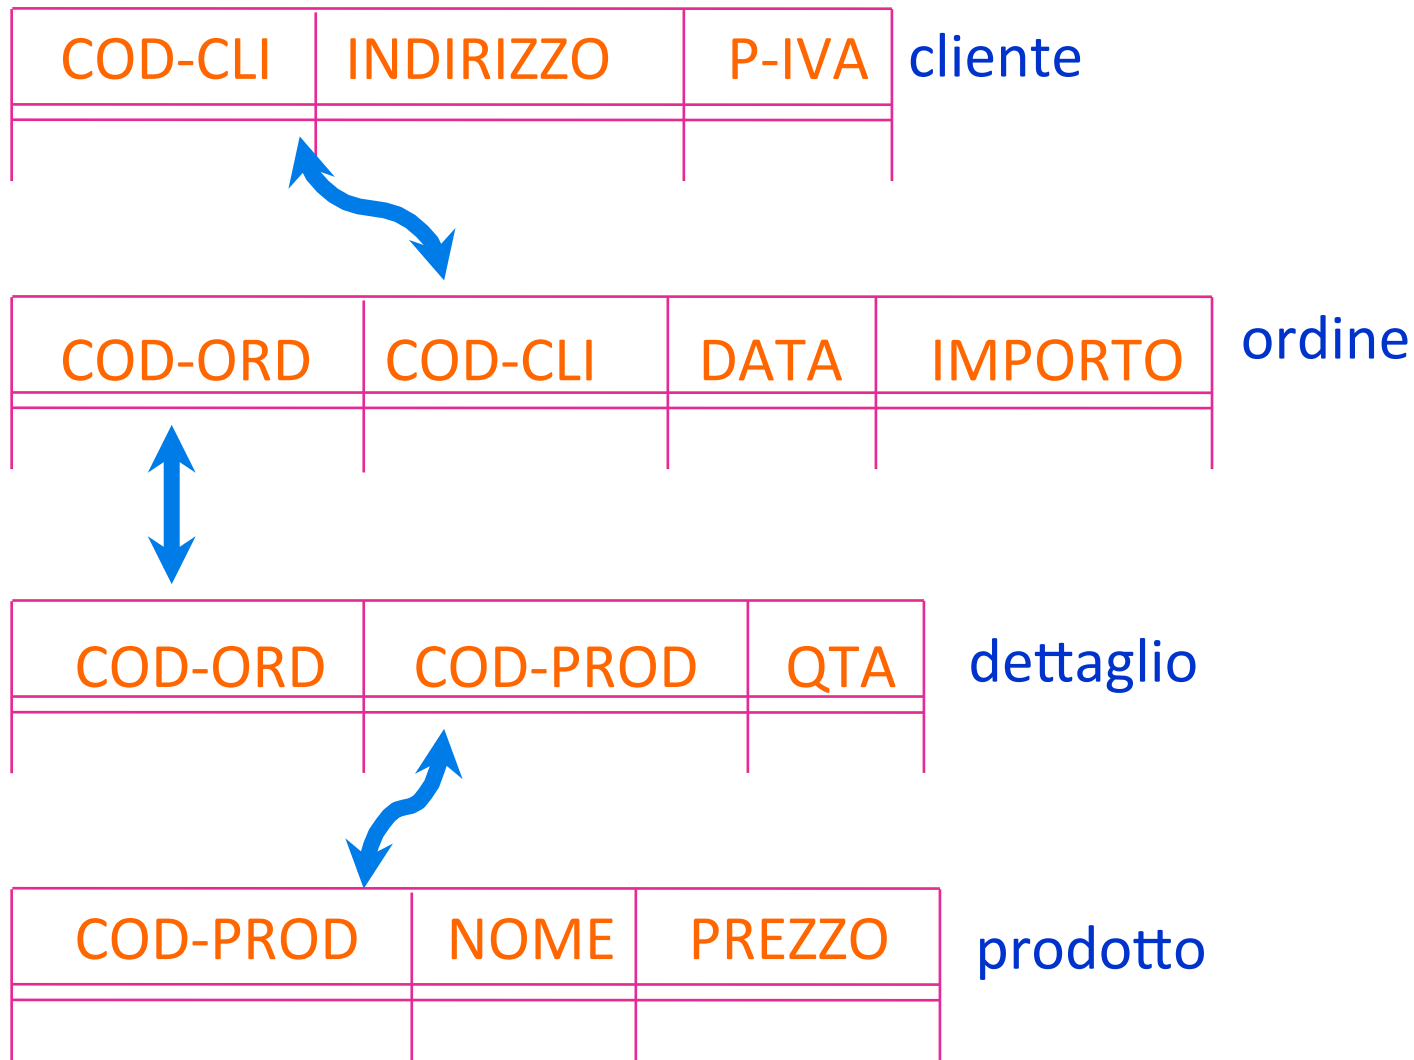 COD-CLI INDIRIZZO P-IVA cliente
COD-ORD COD-CLI DATA IMPORTO ordine
COD-ORD COD-PROD QTA dettaglio
COD-PROD NOME PREZZO prodotto